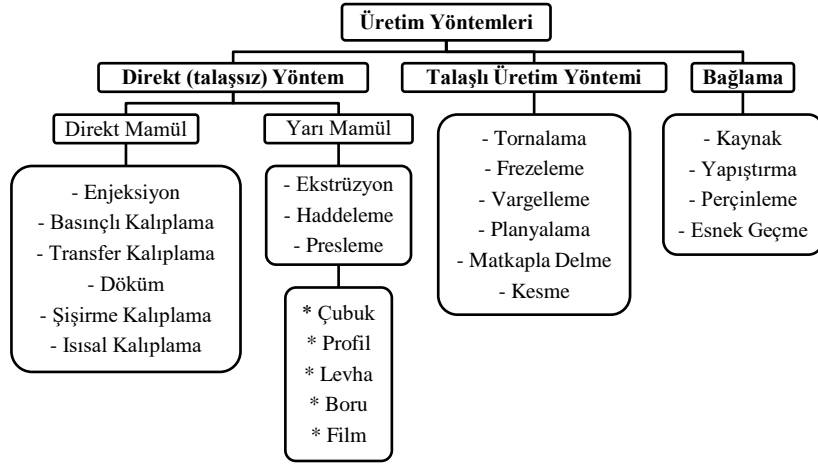 Üretim Yöntemleri
Direkt (talaşsız) Yöntem
Talaşlı Üretim Yöntemi
Bağlama
Direkt Mamül
Yarı Mamül
- Enjeksiyon
- Basınçlı Kalıplama
- Transfer Kalıplama
- Döküm
- Şişirme Kalıplama
- Isısal Kalıplama
- Ekstrüzyon
- Haddeleme
- Presleme
* Çubuk
* Profil
* Levha
* Boru
* Film
- Tornalama
- Frezeleme
- Vargelleme
- Planyalama
- Matkapla Delme
- Kesme
- Kaynak
- Yapıştırma
- Perçinleme
- Esnek Geçme